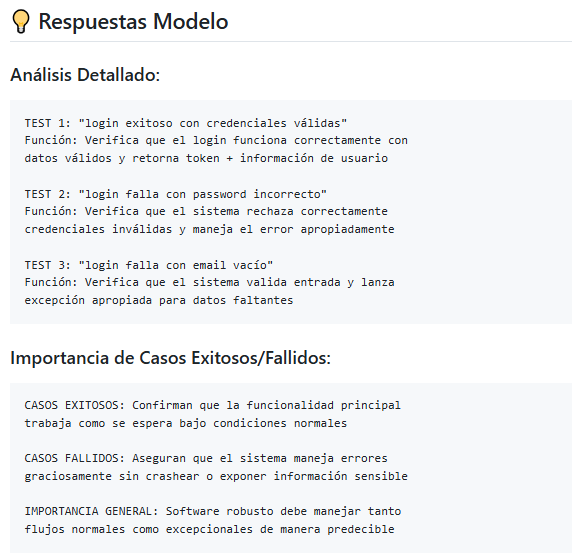 💡 Respuestas Modelo
Análisis Detallado:
TEST 1: "login exitoso con credenciales válidas"
Función: Verifica que el login funciona correctamente con
datos válidos y retorna token + información de usuario
TEST 2: "login falla con password incorrecto"
Función: Verifica que el sistema rechaza correctamente
credenciales inválidas y maneja el error apropiadamente
TEST 3: "login falla con email vacío"
Función: Verifica que el sistema valida entrada y lanza
excepción apropiada para datos faltantes
Importancia de Casos Exitosos/Fallidos:
CASOS EXITOSOS: Confirman que la funcionalidad principal
trabaja como se espera bajo condiciones normales
CASOS FALLIDOS: Aseguran que el sistema maneja errores
graciosamente sin crashear o exponer información sensible
IMPORTANCIA GENERAL: Software robusto debe manejar tanto
flujos normales como excepcionales de manera predecible